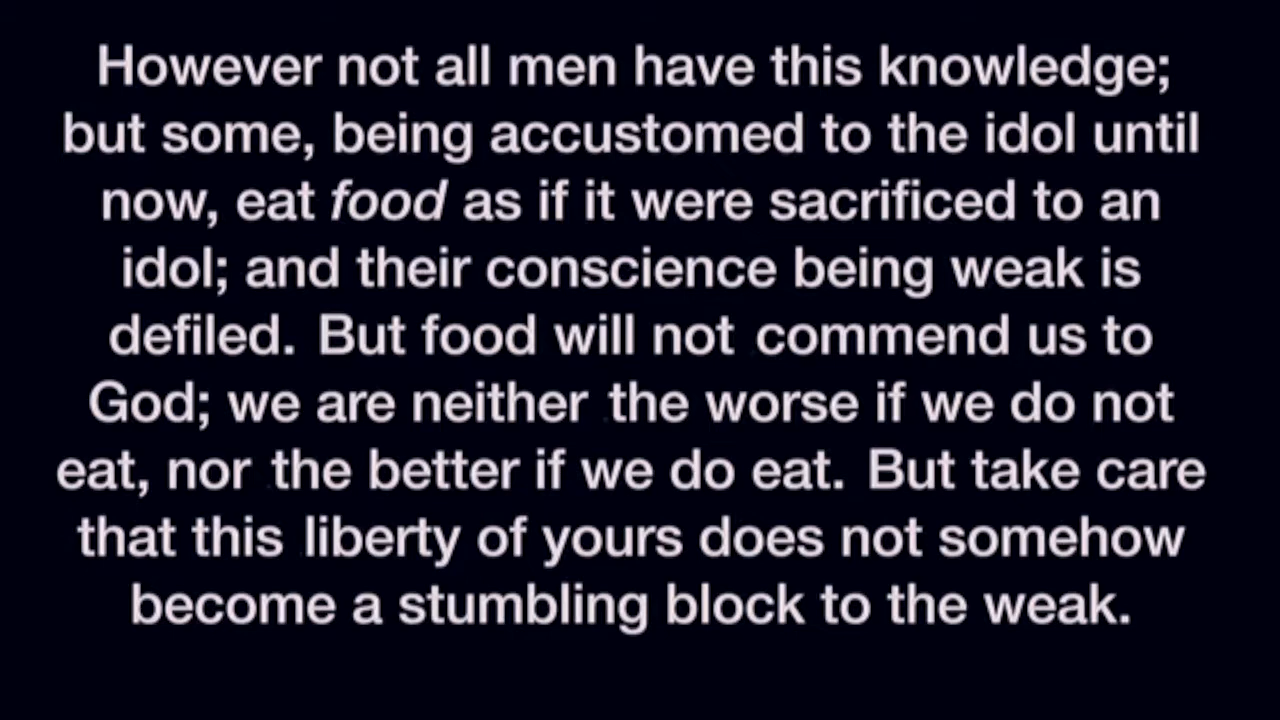 However not all men have this knowledge;
but some, being accustomed to the idol until
now, eat food as if it were sacrificed to an
idol; and their conscience being weak is
defiled. But food will not commend us to
God; we are neither the worse if we do not
eat, nor the better if we do eat. But take care
that this liberty of yours does not somehow
become a stumbling block to the weak.